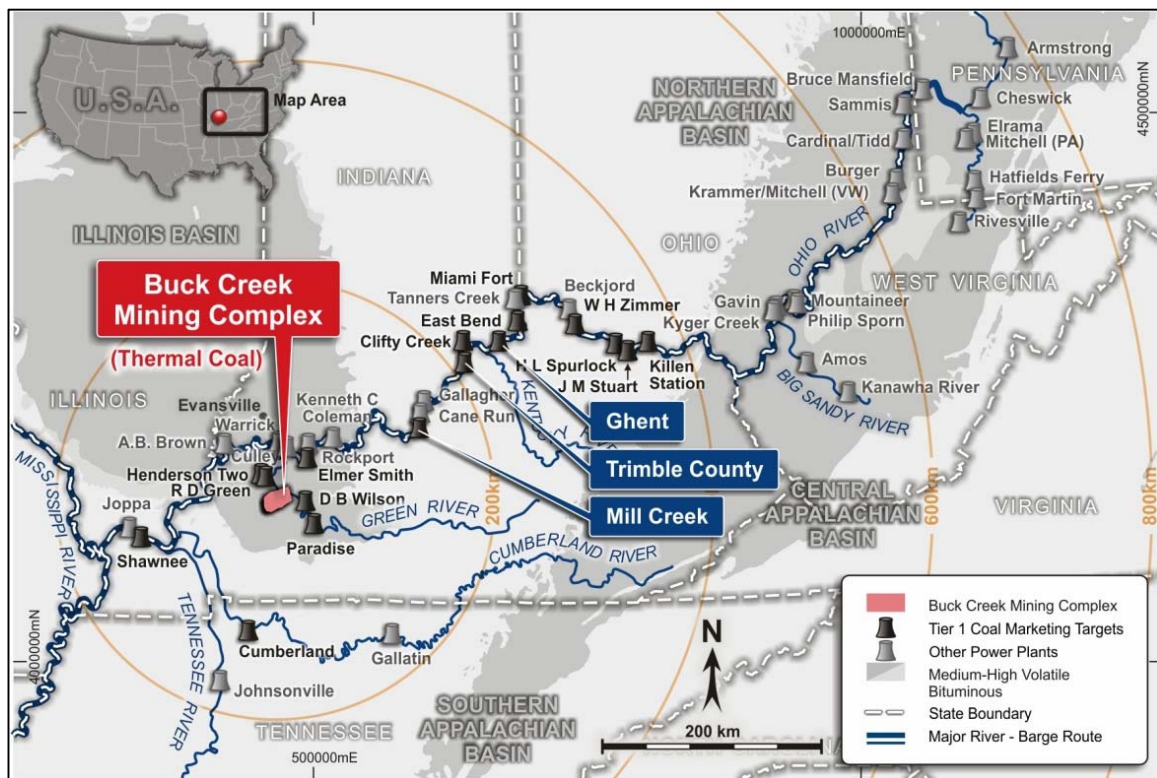 U.S.A.
Map Area
1000000mE
4500000mN
Armstrong
PENNSYLVANIA
NORTHERN
APPALACHIAN
BASIN
Bruce Mansfield
Cheswick
Sammis
Elrama
Mitchell (PA)
Cardinal/Tidd
Burger
Hatfields Ferry
Krammer/Mitchell (VW)
Fort Martin
Rivesville
INDIANA
ILLINOIS BASIN
OHIO
OHIO RIVER
WEST VIRGINIA
Buck Creek
Mining Complex
(Thermal Coal)
Miami Fort
Tanners Creek
Beckjord
W H Zimmer
East Bend
Clifty Creek
Gavin
Mountaineer
Kyger Creek
Philip Sporn
H L Spurlock
J M Stuart
Killen
Station
Amos
Kanawha River
BIG SANDY RIVER
ILLINOIS
Evansville
Warrick
Kenneth C
Coleman
Gallagher
Cane Run
A.B. Brown
Culley
Rockport
Henderson Two
Elmer Smith
R D Green
D B Wilson
Ghent
Trimble County
Mill Creek
200km
600km
800km
CENTRAL
APPALACHIAN
BASIN
VIRGINIA
MISSISSIPPI RIVER
Joppa
Shawnee
Paradise
GREEN RIVER
CUMBERLAND RIVER
TENNESSEE RIVER
4000000mN
Cumberland
Gallatin
Johnsonville
TENNESSEE
500000mE
SOUTHERN
APPALACHIAN
BASIN
N
200 km
Buck Creek Mining Complex
Tier 1 Coal Marketing Targets
Other Power Plants
Medium-High Volatile
Bituminous
State Boundary
Major River - Barge Route